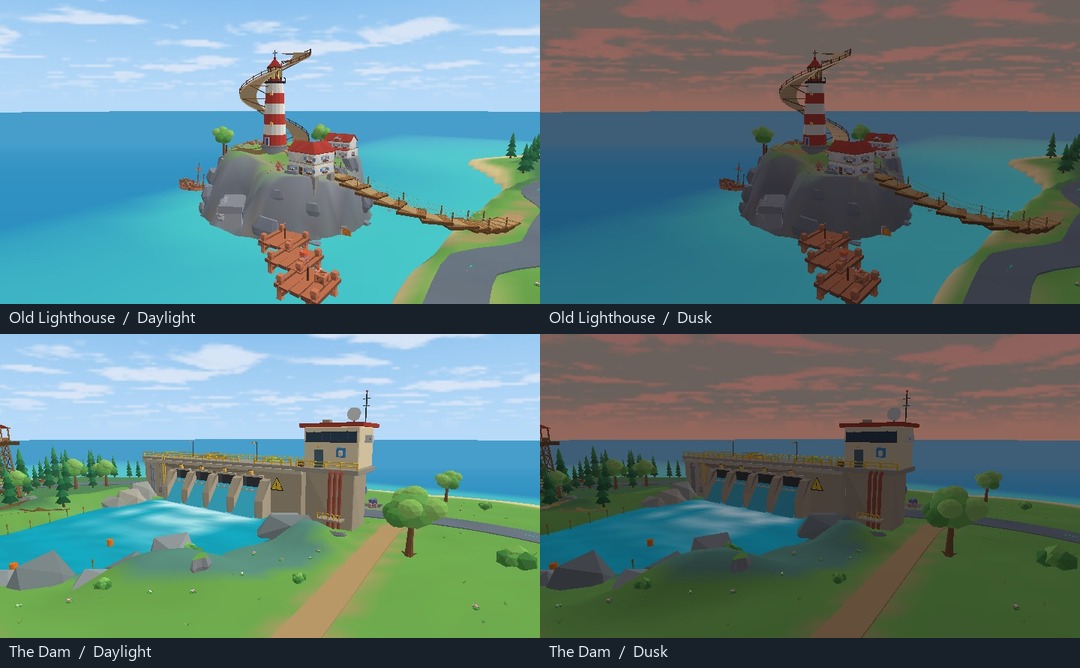 Old Lighthouse / Daylight
Old Lighthouse / Dusk
The Dam / Daylight
The Dam / Dusk